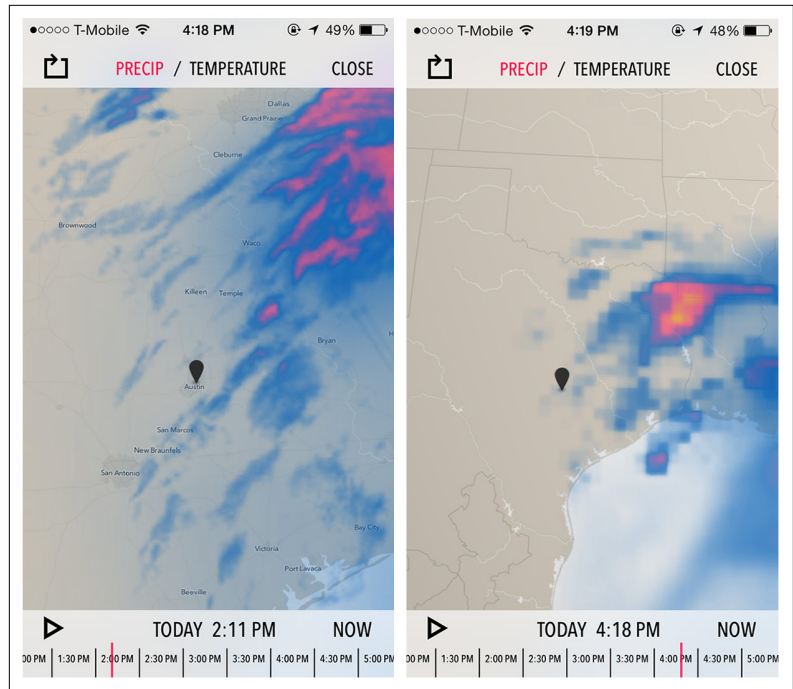 ●○○○○ T-Mobile 4:18 PM 49%
PRECIP / TEMPERATURE CLOSE
Dallas
Grand Prairie
Cleburne
Brownwood
Waco
Killeen Temple
Bryan
H
Austin
San Marcos
New Braunfels
San Antonio
Bay City
Victoria
Port Lavaca
Beeville
TODAY 2:11 PM NOW
00 PM 1:30 PM 2:00 PM 2:30 PM 3:00 PM 3:30 PM 4:00 PM 4:30 PM 5:00 P
●○○○○ T-Mobile 4:19 PM 48%
PRECIP / TEMPERATURE CLOSE
TODAY 4:18 PM NOW
00 PM 1:30 PM 2:00 PM 2:30 PM 3:00 PM 3:30 PM 4:00 PM 4:30 PM 5:00 PM